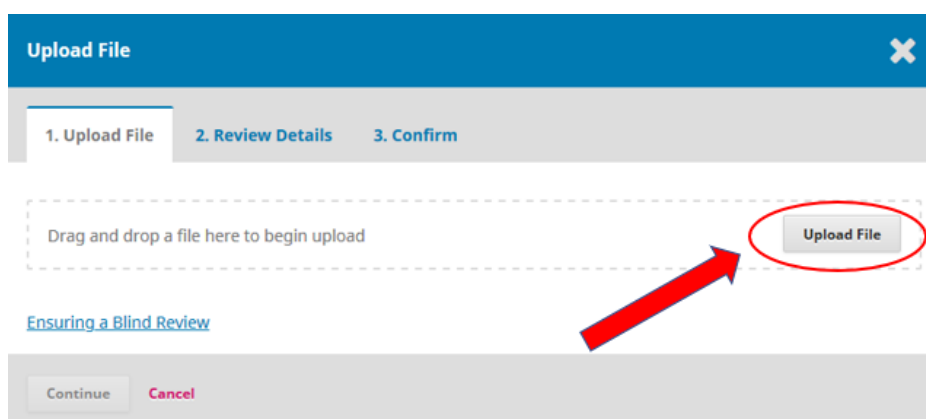 Upload File
1. Upload File 2. Review Details 3. Confirm
Drag and drop a file here to begin upload Upload File
Ensuring a Blind Review
Continue Cancel